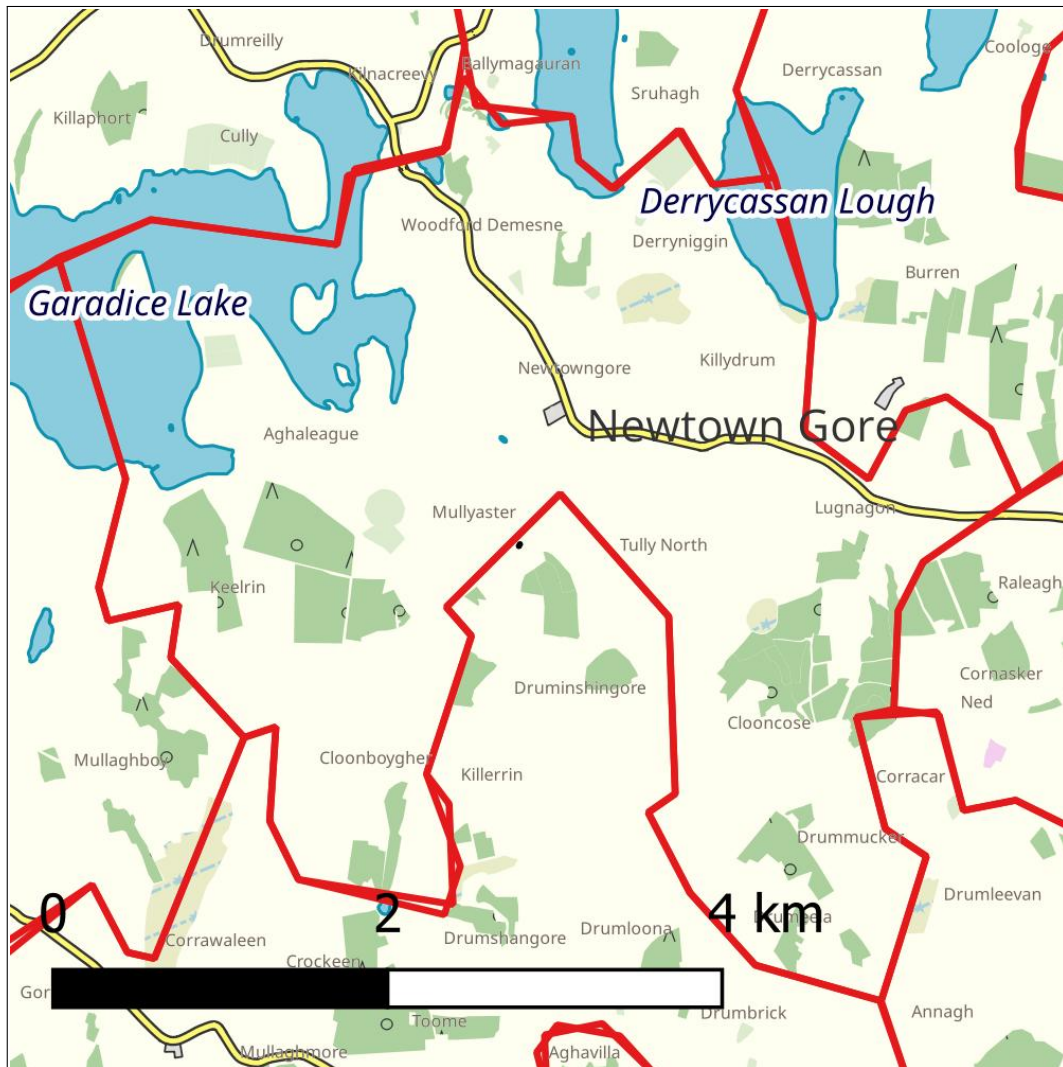 Drumreilly
Coologe
Kilnacreevy
Ballymagauran
Derrycassan
Sruhagh
Killaphort
Cully
Derrycassan Lough
Woodford Demesne
Derryniggin
Burren
Garadice Lake
Killydrum
Newtowngore
Newtown Gore
Aghaleague
Lugnagon
Mullyaster
Tully North
Keelrin
Raleagh
Cornasker
Druminshingore
Ned
Clooncose
Cloonboygher
Mullaghboy
Killerrin
Corracar
Drummucker
Drumleevan
0
2
4 km
Drumeela
Drumloona
Corrawaleen
Drumshangore
Crockeen
Gor
Drumbrick
Annagh
Toome
Mullaghmore
Aghavilla